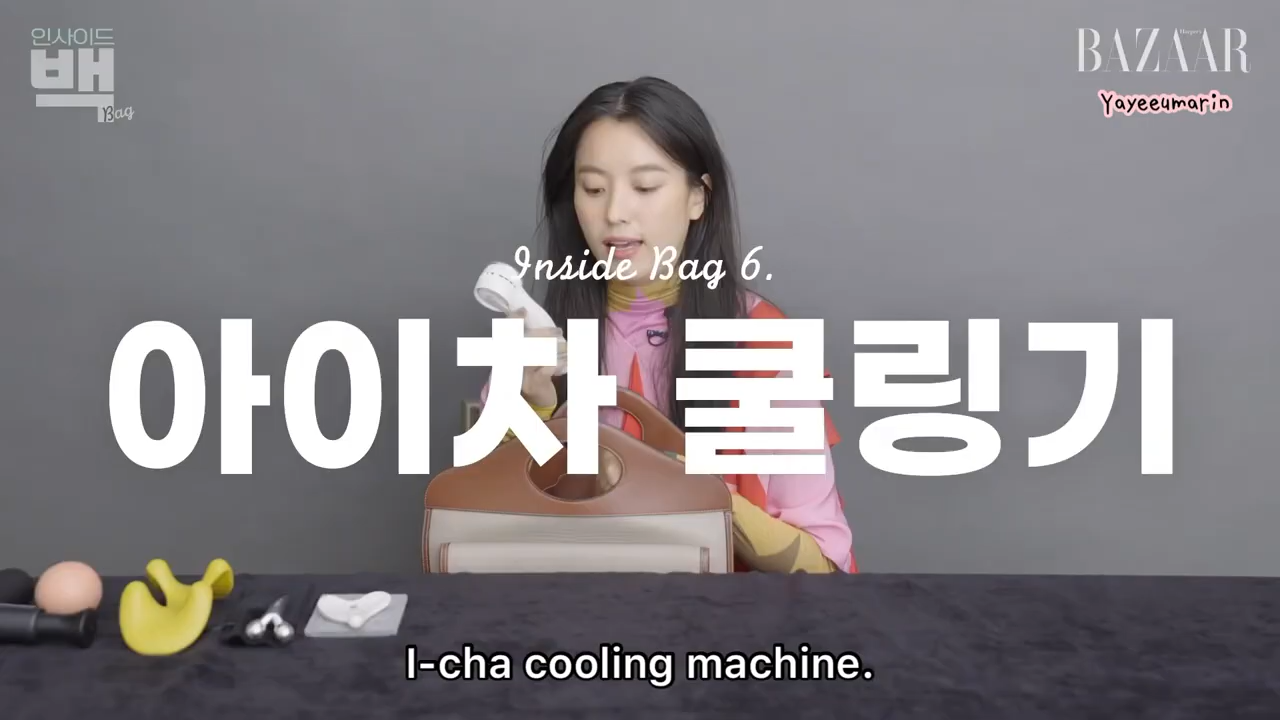 인사이드
백
Bag
Harper's
BAZAAR
Yayeeumarin
Inside Bag 6.
아이차 쿨링기
I-cha cooling machine.